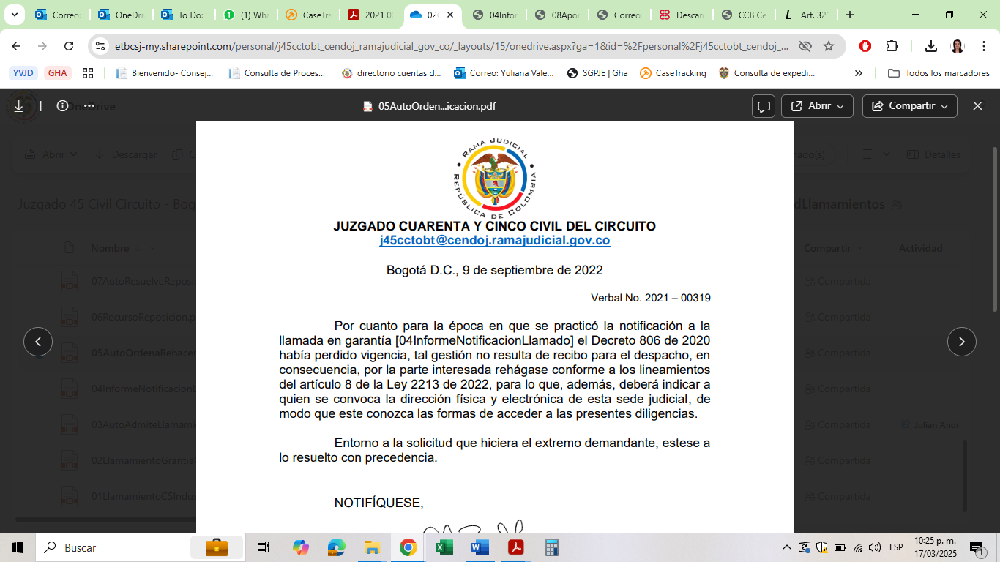 Correo:
OneDri
To Do:
(1) Wha
CaseTra
2021 00
02
04Infor
08Apor
Correo:
Descar
CCB Ce
Art. 32
etbcsj-my.sharepoint.com/personal/j45cctobt_cendoj_ramajudicial_gov_co/_layouts/15/onedrive.aspx?ga=1&id=%2Fpersonal%2Fj45cctobt_cendoj_...
YVJD
GHA
Bienvenido- Consej...
Consulta de Proces...
directorio cuentas d...
Correo: Yuliana Vale...
SGPJE | Gha
CaseTracking
Consulta de expedi...
Todos los marcadores
OneDrive
05AutoOrden...icacion.pdf
Abrir
Compartir
Abrir
Descargar
Detalles
Juzgado 45 Civil Circuito - Bog
dLlamamientos
Nombre
Compartir
Actividad
07AutoResuelveReposi
Compartida
06RecursoReposicion.p
Compartida
05AutoOrdenaRehacer
Compartida
04InformeNotificacionL
Compartida
03AutoAdmiteLlamami
Compartida
Julian Andr
02LlamamientoGrantia
Compartida
01LlamamientoCSIndus
Compartida
RAMA JUDICIAL
REPÚBLICA DE COLOMBIA
JUZGADO CUARENTA Y CINCO CIVIL DEL CIRCUITO
j45cctobt@cendoj.ramajudicial.gov.co
Bogotá D.C., 9 de septiembre de 2022
Verbal No. 2021 – 00319
Por cuanto para la época en que se practicó la notificación a la
llamada en garantía [04InformeNotificacionLlamado] el Decreto 806 de 2020
había perdido vigencia, tal gestión no resulta de recibo para el despacho, en
consecuencia, por la parte interesada rehágase conforme a los lineamientos
del artículo 8 de la Ley 2213 de 2022, para lo que, además, deberá indicar a
quien se convoca la dirección física y electrónica de esta sede judicial, de
modo que este conozca las formas de acceder a las presentes diligencias.
Entorno a la solicitud que hiciera el extremo demandante, estese a
lo resuelto con precedencia.
NOTIFÍQUESE,
Buscar
ESP
10:25 p. m.
17/03/2025
1